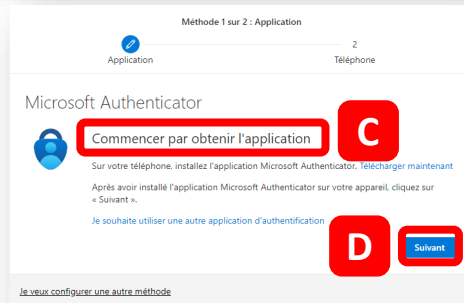 Méthode 1 sur 2 : Application
2
Application
Téléphone
Microsoft Authenticator
Commencer par obtenir l'application
C
Sur votre téléphone, installez l'application Microsoft Authenticator. Télécharger maintenant
Après avoir installé l'application Microsoft Authenticator sur votre appareil, cliquez sur
« Suivant ».
Je souhaite utiliser une autre application d'authentification
D
Suivant
Je veux configurer une autre méthode